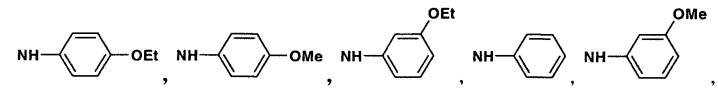 OEt
OMe
NH OEt , NH OMe , NH , NH , NH ,